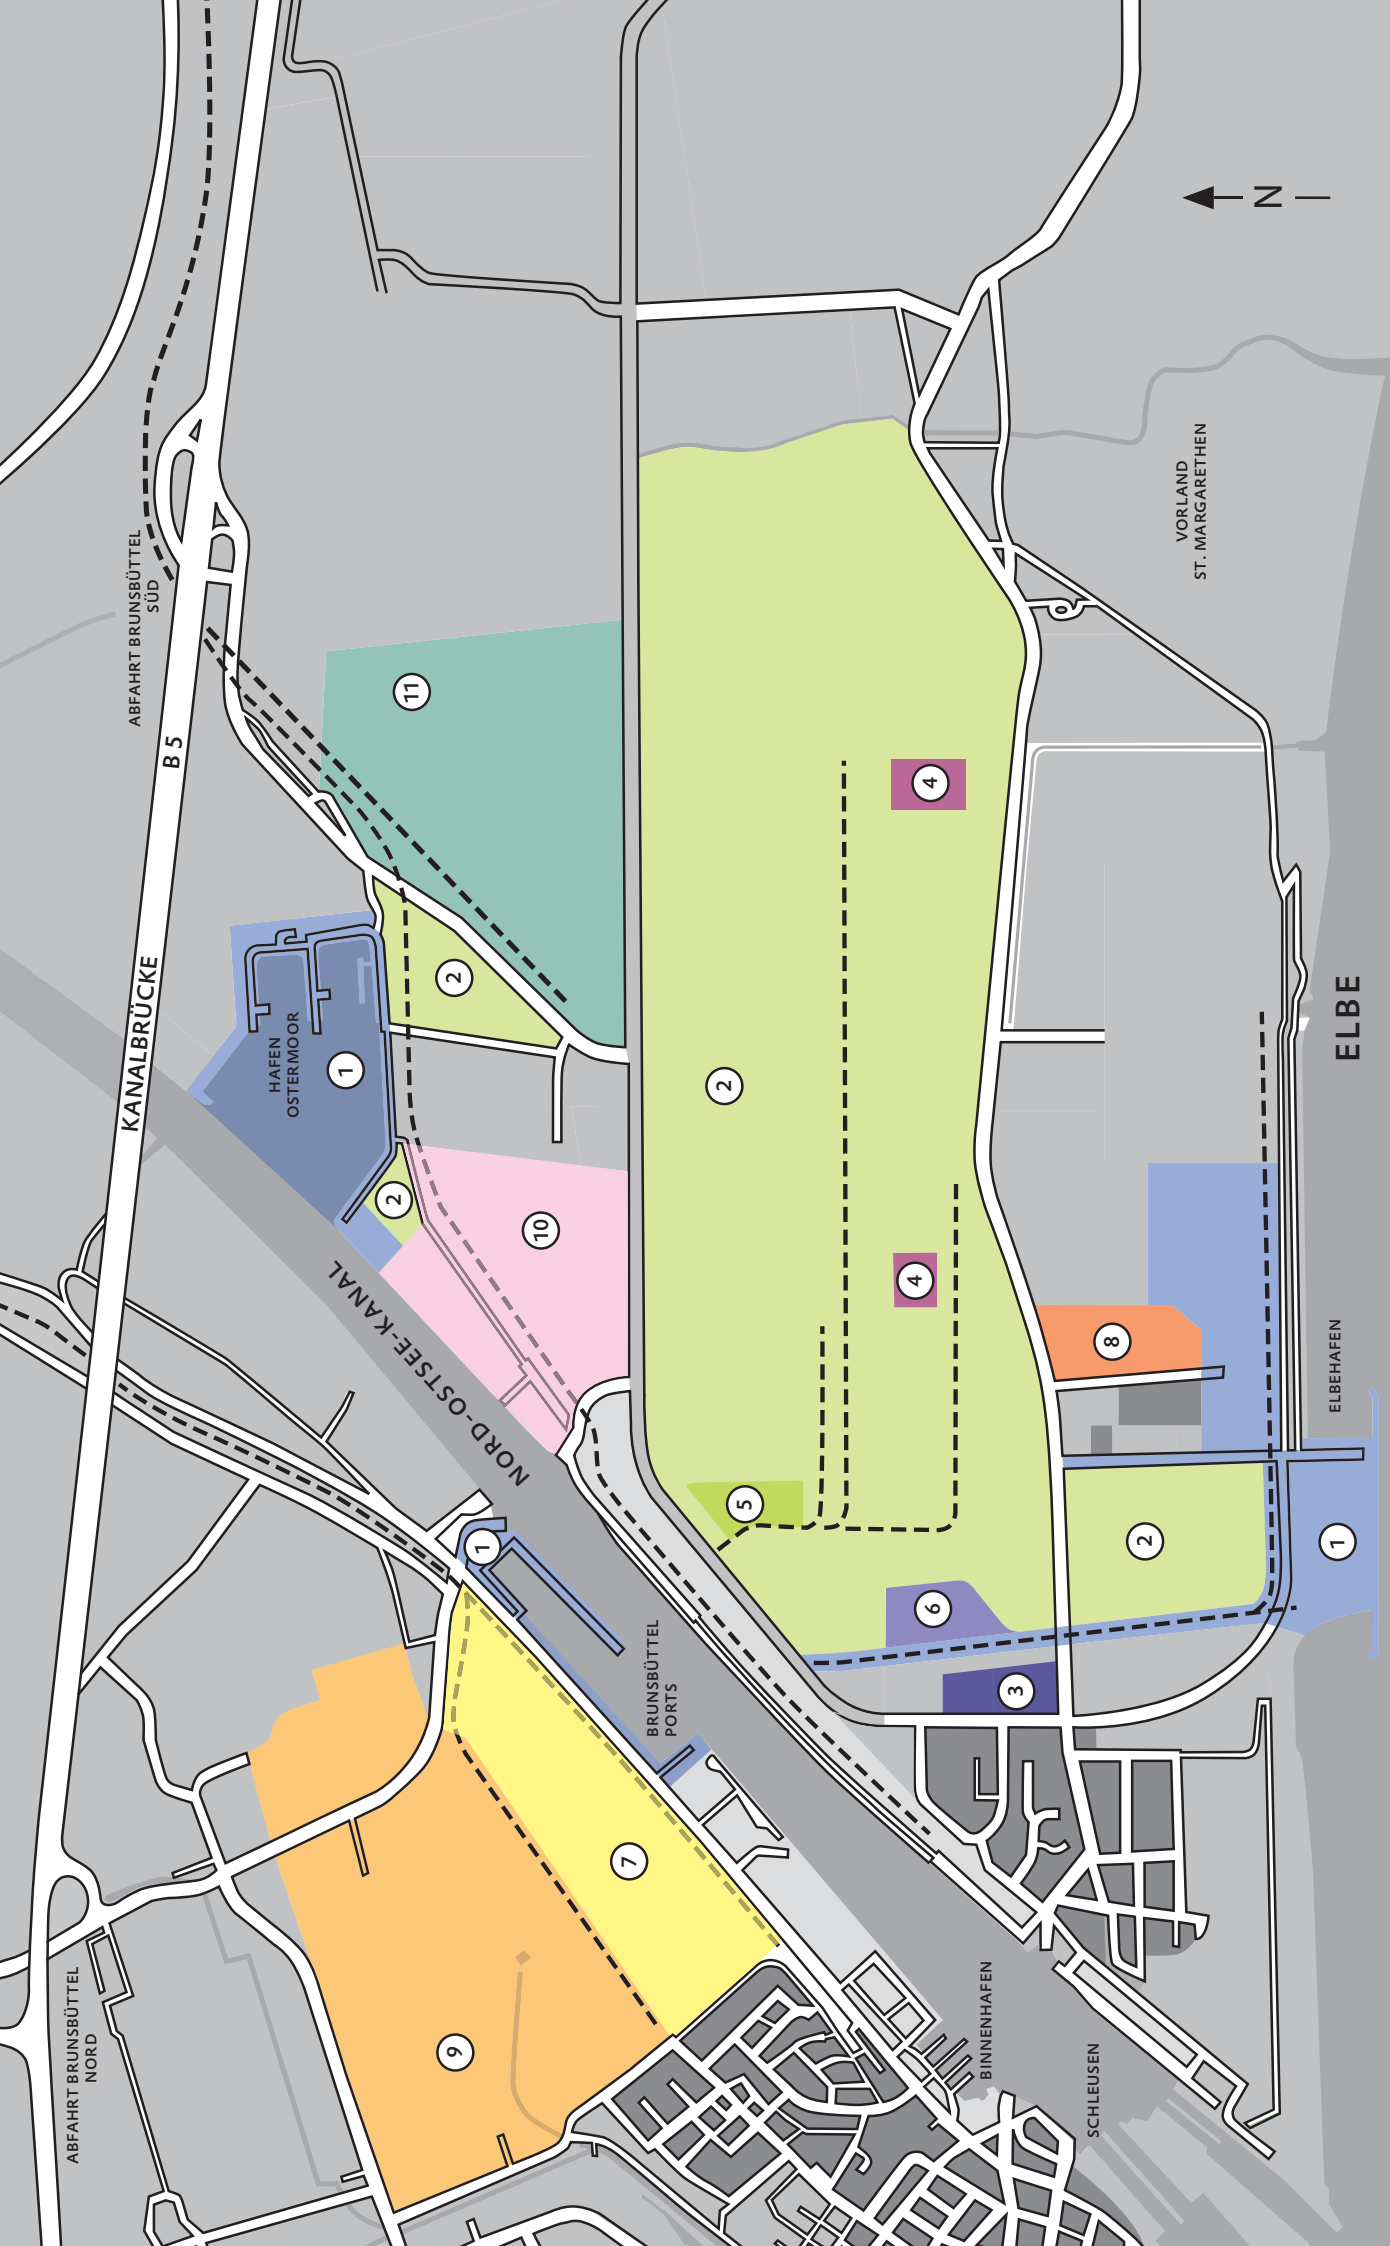 ABFAHRT BRUNSBÜTTEL
NORD
B 5
ABFAHRT BRUNSBÜTTEL
SÜD
KANALBRÜCKE
HAFEN
OSTERMOOR
1
2
2
11
10
NORD-OSTSEE-KANAL
1
BRUNSBÜTTEL
PORTS
9
7
2
4
4
5
6
3
8
2
1
BINNENHAFEN
SCHLEUSEN
ELBEHAFEN
ELBE
VORLAND
ST. MARGARETHEN
N